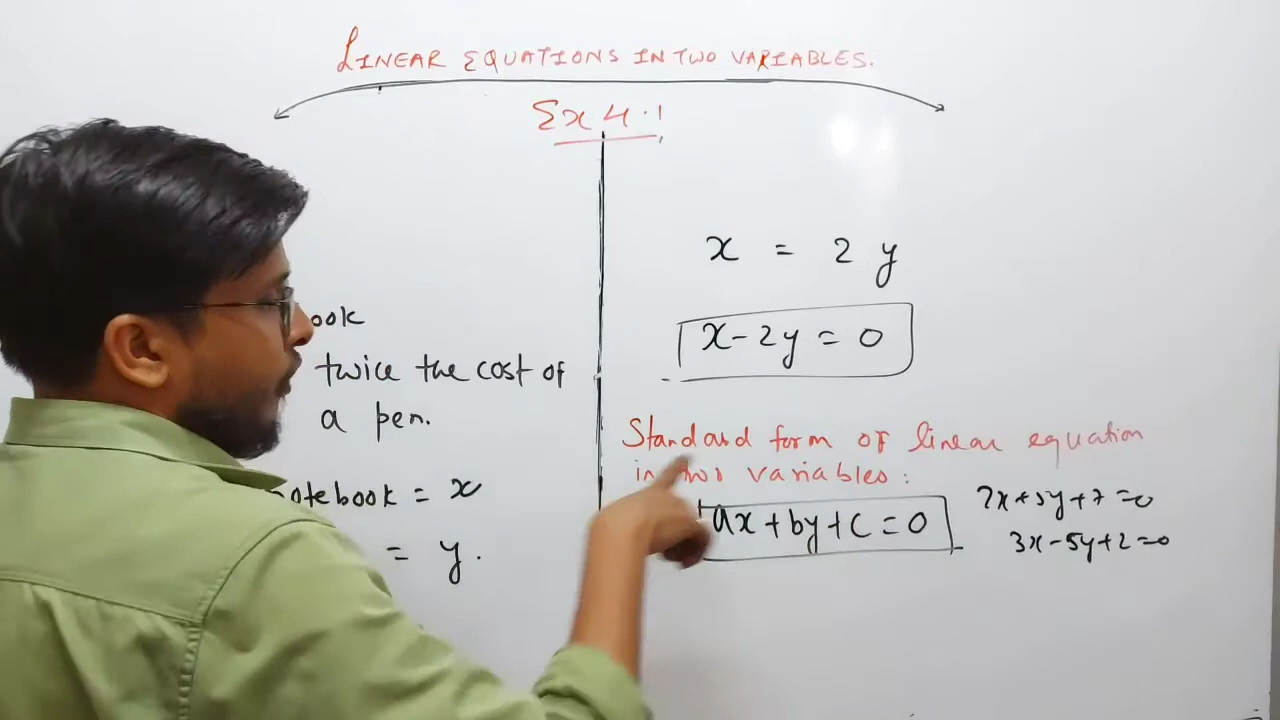 LINEAR EQUATIONS IN TWO VARIABLES.
Ex 4.1
ook
twice the cost of
a pen.
notebook = x
= y.
x = 2y
x - 2y = 0
Standard form of linear equation
in two variables:
ax + by + c = 0
2x + 5y + 7 = 0
3x - 5y + 2 = 0